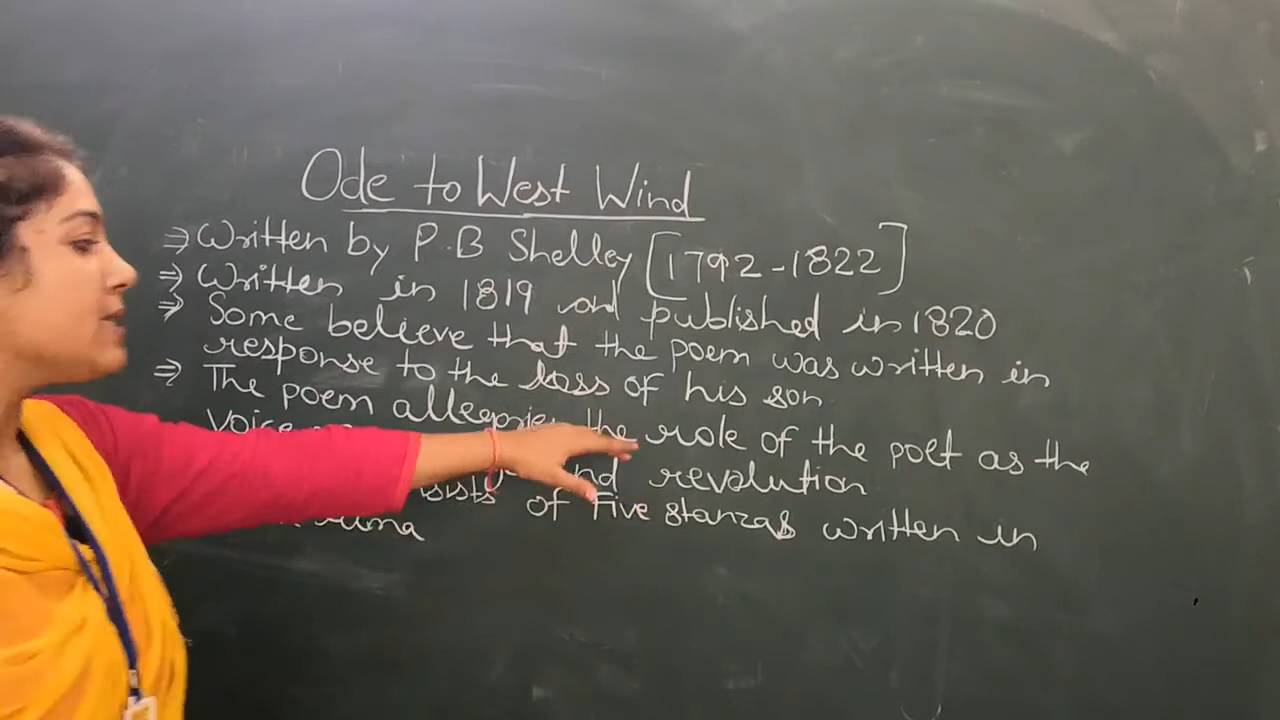 Ode to West Wind
⇒ Written by P.B Shelley [1792-1822]
⇒ Written in 1819 and published in 1820
⇒ Some believe that the poem was written in
response to the loss of his son
⇒ The poem allegories the role of the poet as the
Voice and revolution
of Five stanzas written in